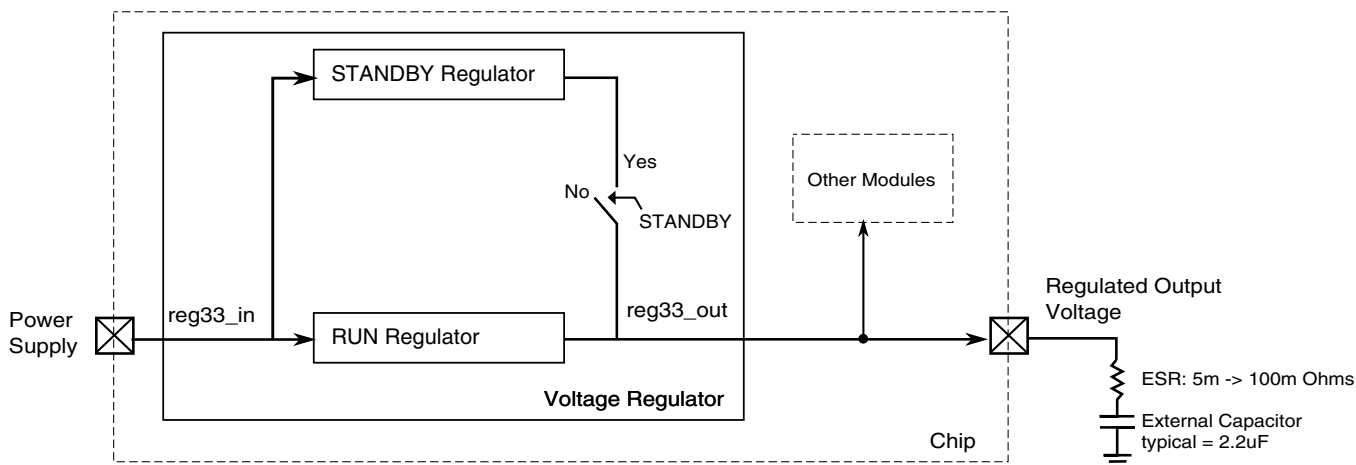 STANDBY Regulator
Yes
No
STANDBY
Other Modules
Power
Supply
reg33_in
RUN Regulator
reg33_out
Regulated Output
Voltage
Voltage Regulator
Chip
ESR: 5m -> 100m Ohms
External Capacitor
typical = 2.2uF